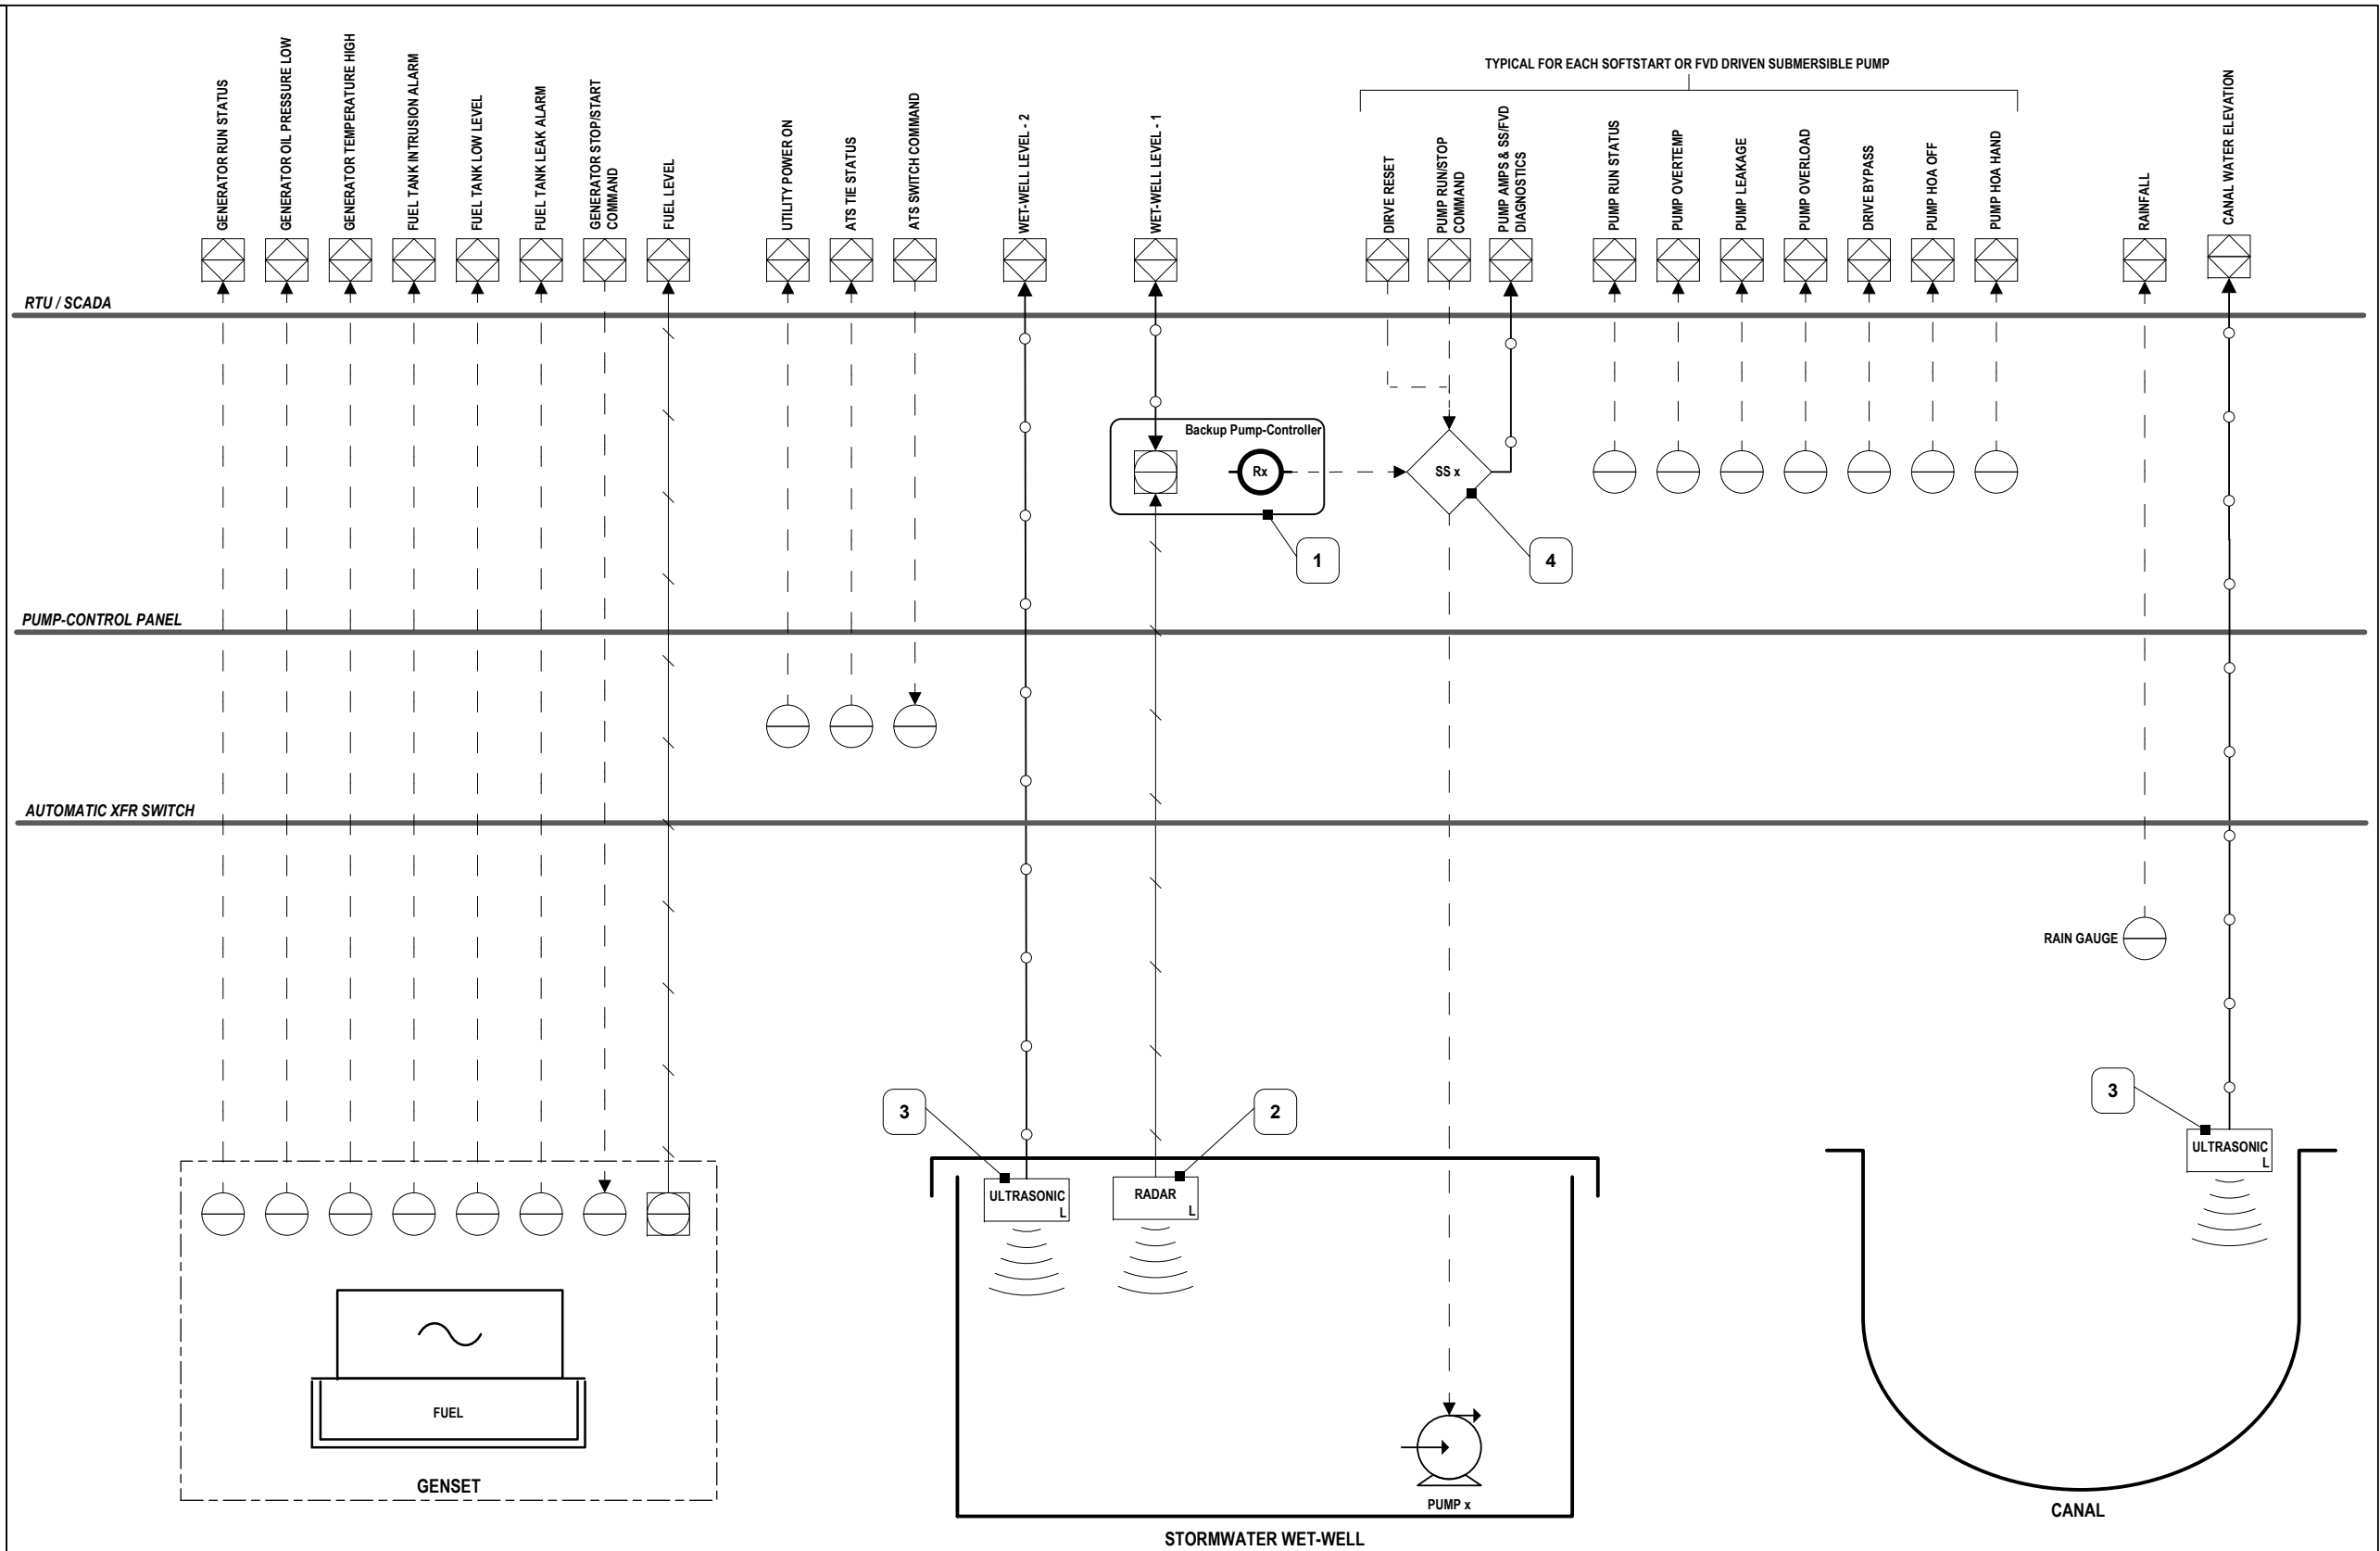 TYPICAL FOR EACH SOFTSTART OR FVD DRIVEN SUBMERSIBLE PUMP
GENERATOR RUN STATUS
GENERATOR OIL PRESSURE LOW
GENERATOR TEMPERATURE HIGH
FUEL TANK INTRUSION ALARM
FUEL TANK LOW LEVEL
FUEL TANK LEAK ALARM
GENERATOR STOP/START
COMMAND
FUEL LEVEL
UTILITY POWER ON
ATS TIE STATUS
ATS SWITCH COMMAND
WET-WELL LEVEL - 2
WET-WELL LEVEL - 1
DIRVE RESET
PUMP RUN/STOP
COMMAND
PUMP AMPS & SS/FVD
DIAGNOSTICS
PUMP RUN STATUS
PUMP OVERTEMP
PUMP LEAKAGE
PUMP OVERLOAD
DRIVE BYPASS
PUMP HOA OFF
PUMP HOA HAND
RAINFALL
CANAL WATER ELEVATION
RTU / SCADA
Backup Pump-Controller
Rx
SS x
1
4
PUMP-CONTROL PANEL
AUTOMATIC XFR SWITCH
RAIN GAUGE
3
2
3
ULTRASONIC
L
RADAR
L
ULTRASONIC
L
FUEL
GENSET
PUMP x
STORMWATER WET-WELL
CANAL